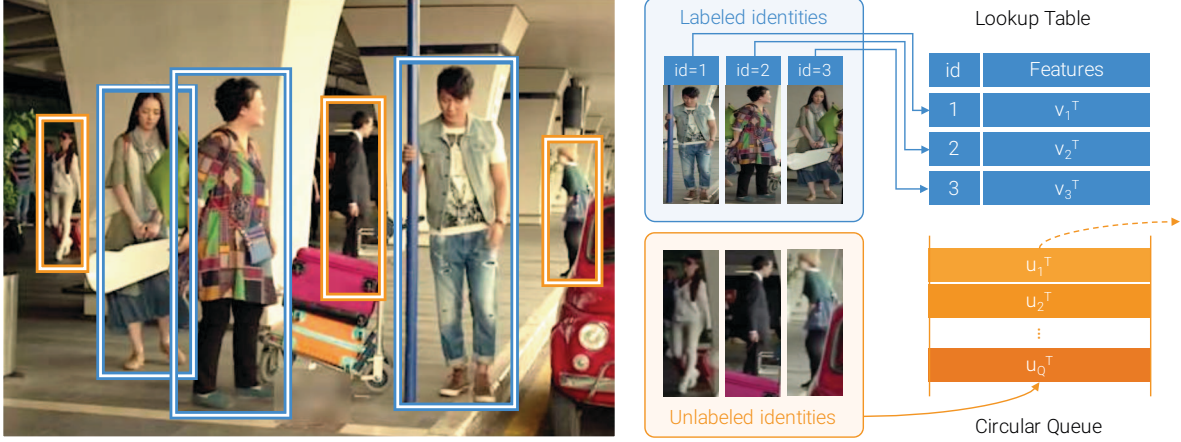 Labeled identities
id=1 id=2 id=3
Lookup Table
id Features
1 v₁ᵀ
2 v₂ᵀ
3 v₃ᵀ
Unlabeled identities
u₁ᵀ
u₂ᵀ
...
u_Qᵀ
Circular Queue